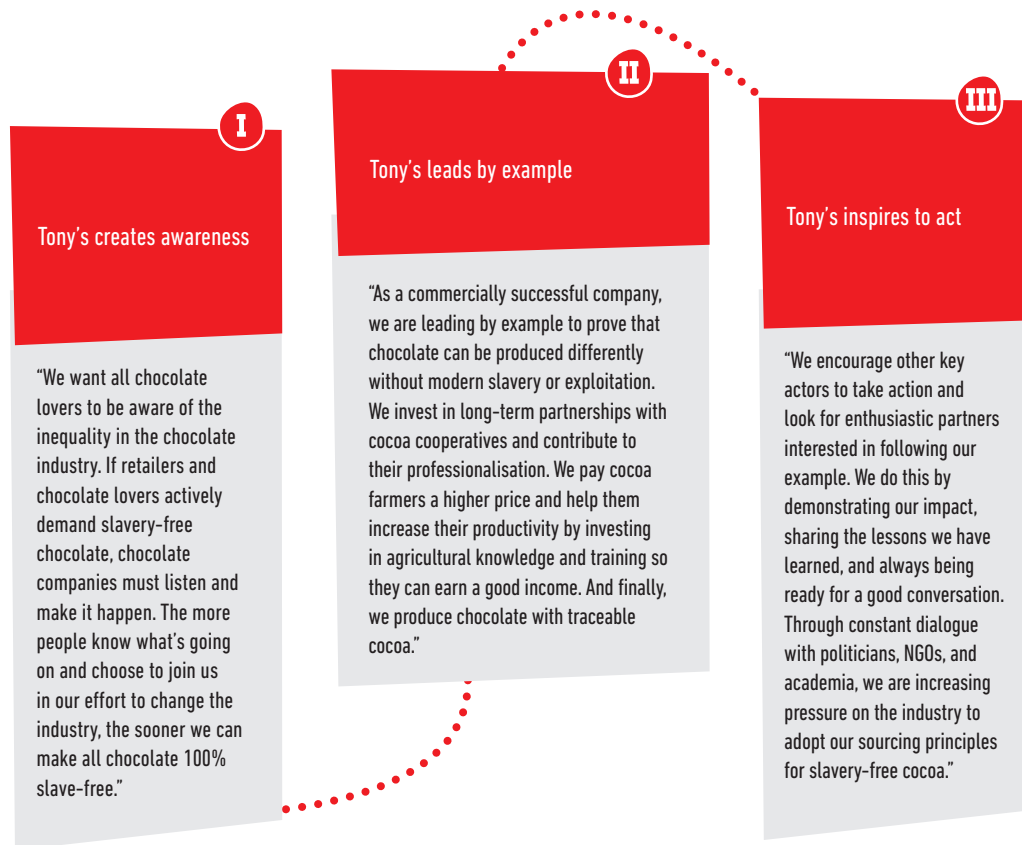 I
Tony's creates awareness
“We want all chocolate
lovers to be aware of the
inequality in the chocolate
industry. If retailers and
chocolate lovers actively
demand slavery-free
chocolate, chocolate
companies must listen and
make it happen. The more
people know what's going
on and choose to join us
in our effort to change the
industry, the sooner we can
make all chocolate 100%
slave-free.”
II
Tony's leads by example
“As a commercially successful company,
we are leading by example to prove that
chocolate can be produced differently
without modern slavery or exploitation.
We invest in long-term partnerships with
cocoa cooperatives and contribute to
their professionalisation. We pay cocoa
farmers a higher price and help them
increase their productivity by investing
in agricultural knowledge and training so
they can earn a good income. And finally,
we produce chocolate with traceable
cocoa.”
III
Tony's inspires to act
“We encourage other key
actors to take action and
look for enthusiastic partners
interested in following our
example. We do this by
demonstrating our impact,
sharing the lessons we have
learned, and always being
ready for a good conversation.
Through constant dialogue
with politicians, NGOs, and
academia, we are increasing
pressure on the industry to
adopt our sourcing principles
for slavery-free cocoa.”